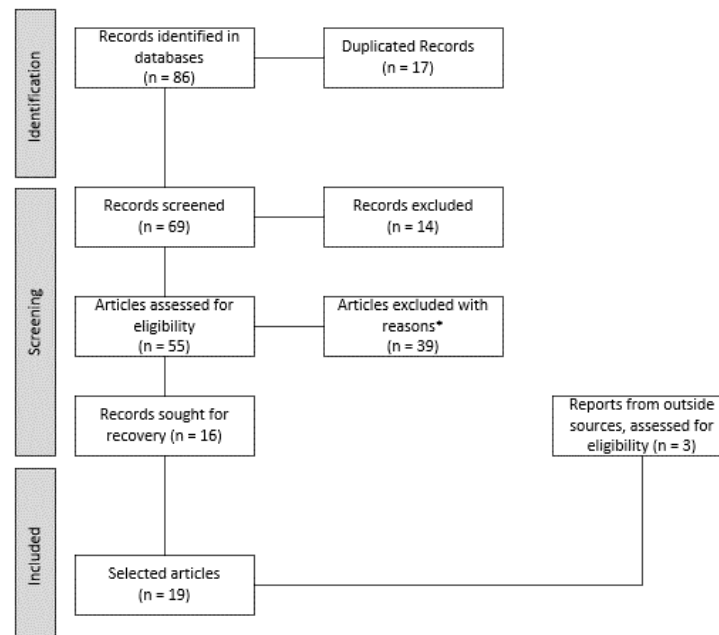 Identification
Records identified in
databases
(n = 86)
Duplicated Records
(n = 17)
Screening
Records screened
(n = 69)
Records excluded
(n = 14)
Articles assessed for
eligibility
(n = 55)
Articles excluded with
reasons*
(n = 39)
Records sought for
recovery (n = 16)
Reports from outside
sources, assessed for
eligibility (n = 3)
Included
Selected articles
(n = 19)